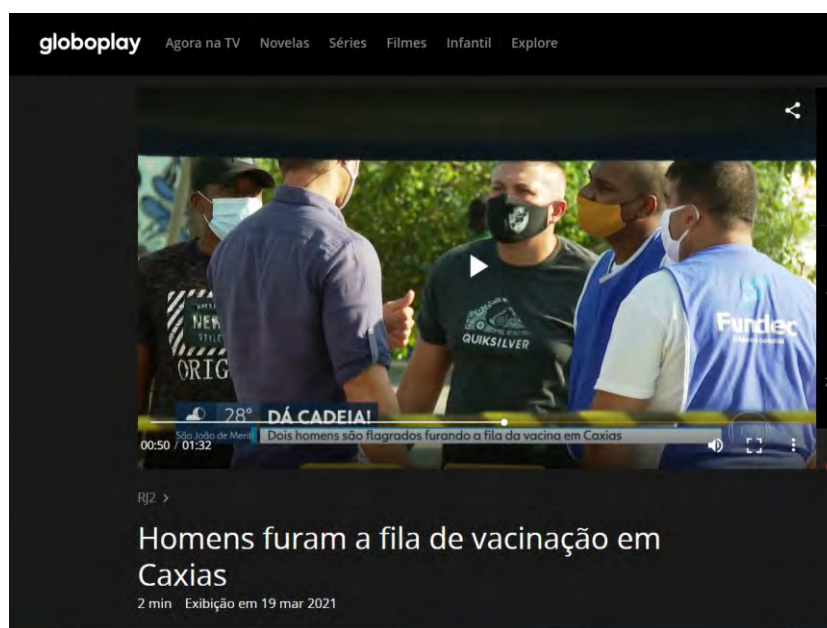 globoplay Agora na TV Novelas Séries Filmes Infantil Explore
NEW
STYLE
ORIG
QUIKSILVER
Fundec
28° DÁ CADEIA!
São João de Meriti Dois homens são flagrados furando a fila da vacina em Caxias
00:50 / 01:32
RJ2 >
Homens furam a fila de vacinação em
Caxias
2 min Exibição em 19 mar 2021